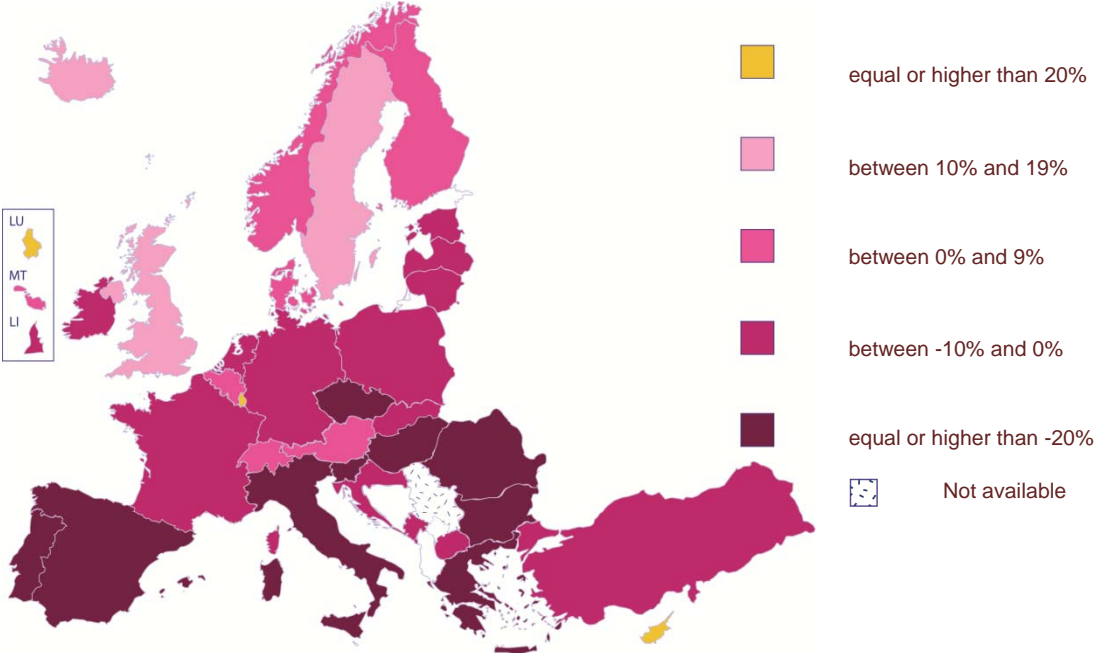 equal or higher than 20%
between 10% and 19%
LU
between 0% and 9%
MT
LI
between -10% and 0%
equal or higher than -20%
Not available